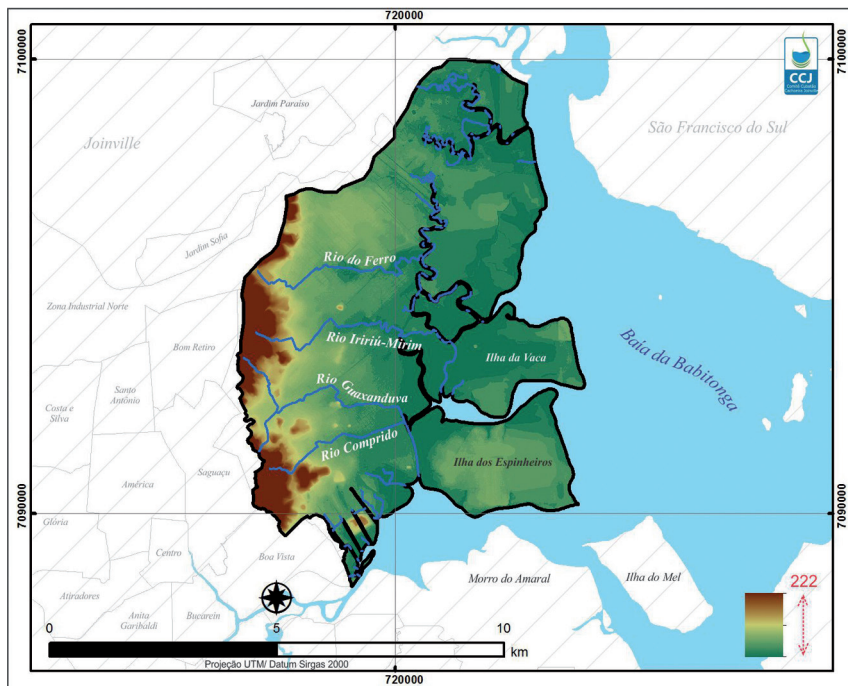 720000
7100000
7100000
CCJ
Jardim Paraíso
Joinville
São Francisco do Sul
Jardim Sofia
Rio do Ferro
Zona Industrial Norte
Rio Iririú-Mirim
Bom Retiro
Ilha da Vaca
Baía da Babitonga
Rio Guaxanduva
Santo
Antônio
Costa e
Silva
Rio Comprido
Ilha dos Espinheiros
Saguaçu
América
7090000
7090000
Glória
Centro
Boa Vista
Morro do Amaral
Ilha do Mel
222
Atiradores
Anita
Garibaldi
Bucarein
0
5
10
km
Projeção UTM/ Datum Sirgas 2000
720000